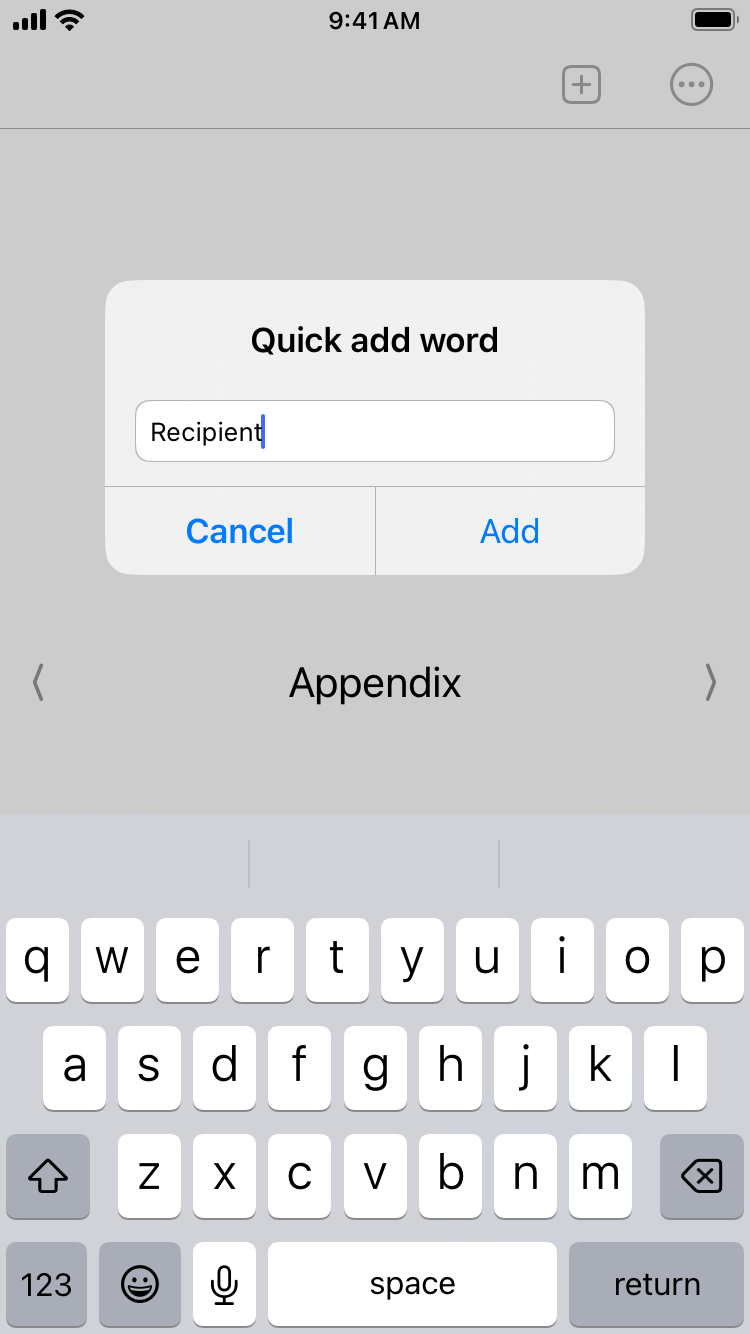 9:41 AM
Quick add word
Recipient
Cancel Add
Appendix
q w e r t y u i o p
a s d f g h j k l
z x c v b n m
123 space return